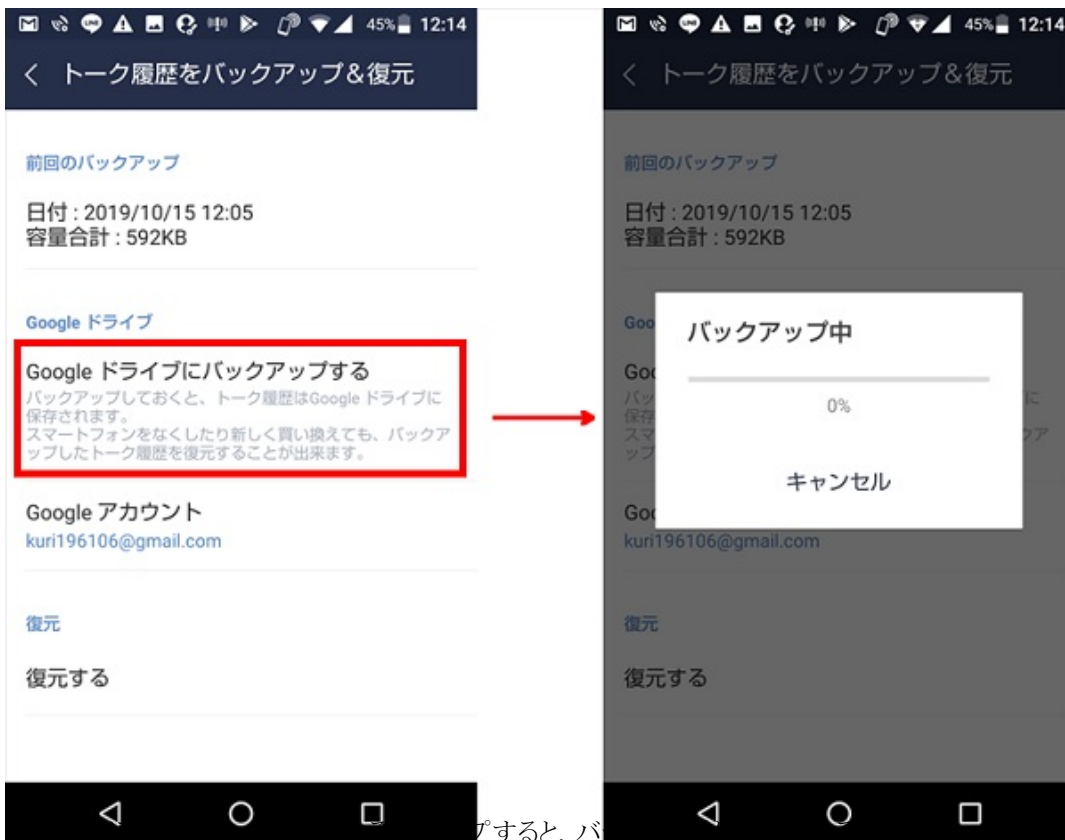 45% 12:14
トーク履歴をバックアップ&復元
前回のバックアップ
日付 : 2019/10/15 12:05
容量合計 : 592KB
Google ドライブ
Google ドライブにバックアップする
バックアップしておくと、トーク履歴はGoogle ドライブに
保存されます。
スマートフォンをなくしたり新しく買い換えても、バックア
ップしたトーク履歴を復元することが出来ます。
Google アカウント
kuri196106@gmail.com
復元
復元する
45% 12:14
トーク履歴をバックアップ&復元
前回のバックアップ
日付 : 2019/10/15 12:05
容量合計 : 592KB
バックアップ中
0%
キャンセル
kuri196106@gmail.com
復元
復元する
プすると、バ